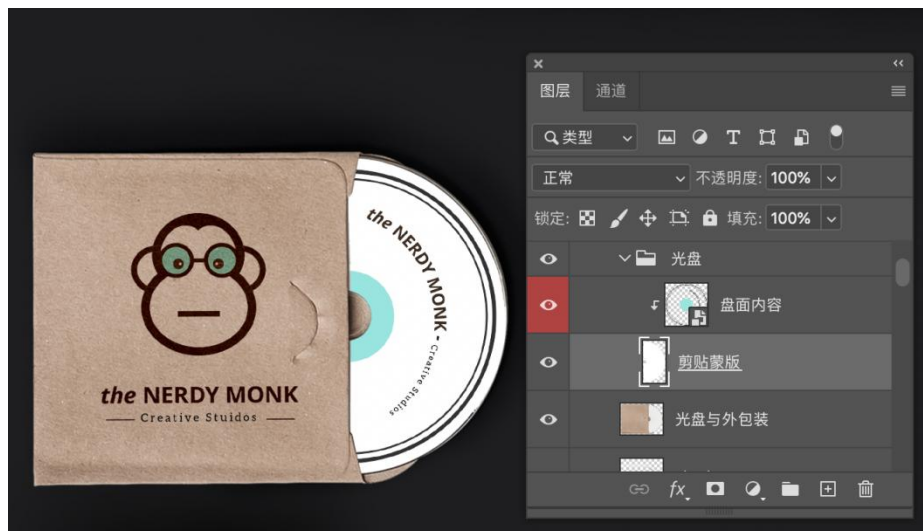 the NERDY MONK
Creative Stuidos
the NERDY MONK - Creative Studios
图层
通道
类型
正常
不透明度: 100%
锁定:
填充: 100%
光盘
盘面内容
剪贴蒙版
光盘与外包装
fx